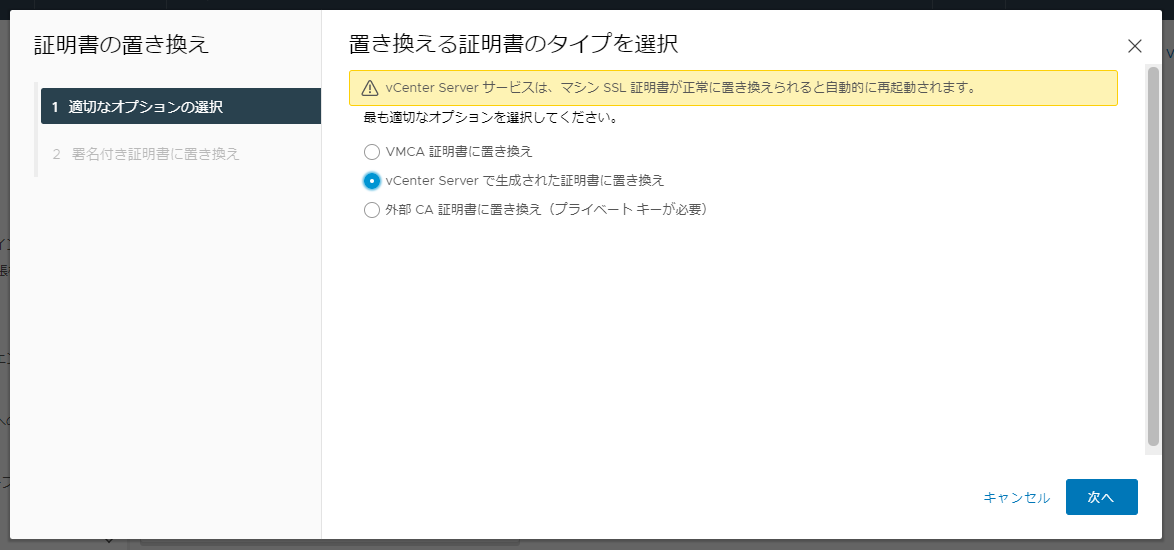 証明書の置き換え
1 適切なオプションの選択
2 署名付き証明書に置き換え
置き換える証明書のタイプを選択
vCenter Server サービスは、マシン SSL 証明書が正常に置き換えられると自動的に再起動されます。
最も適切なオプションを選択してください。
VMCA 証明書に置き換え
vCenter Server で生成された証明書に置き換え
外部 CA 証明書に置き換え（プライベート キーが必要）
キャンセル
次へ